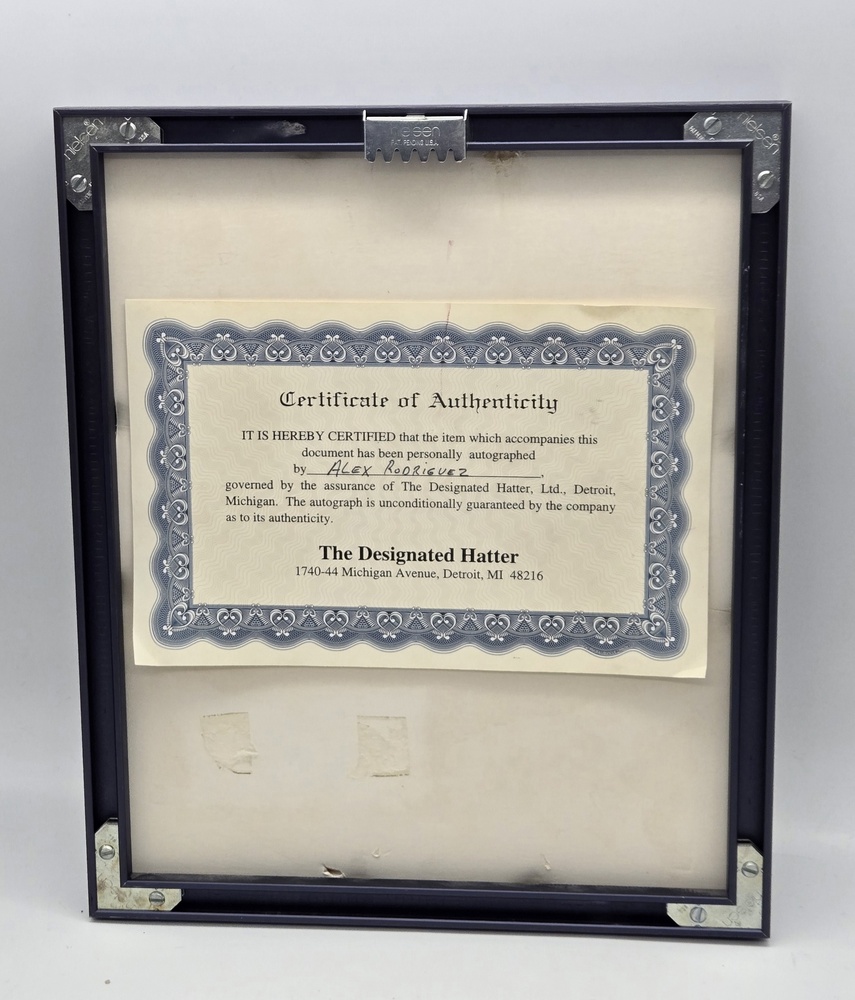 nielsen
USA
nielsen
PAT. PENDING U.S.A.
nielsen
Certificate of Authenticity
IT IS HEREBY CERTIFIED that the item which accompanies this
document has been personally autographed
by ALEX RODRIGUEZ,
governed by the assurance of The Designated Hatter, Ltd., Detroit,
Michigan. The autograph is unconditionally guaranteed by the company
as to its authenticity.
The Designated Hatter
1740-44 Michigan Avenue, Detroit, MI 48216